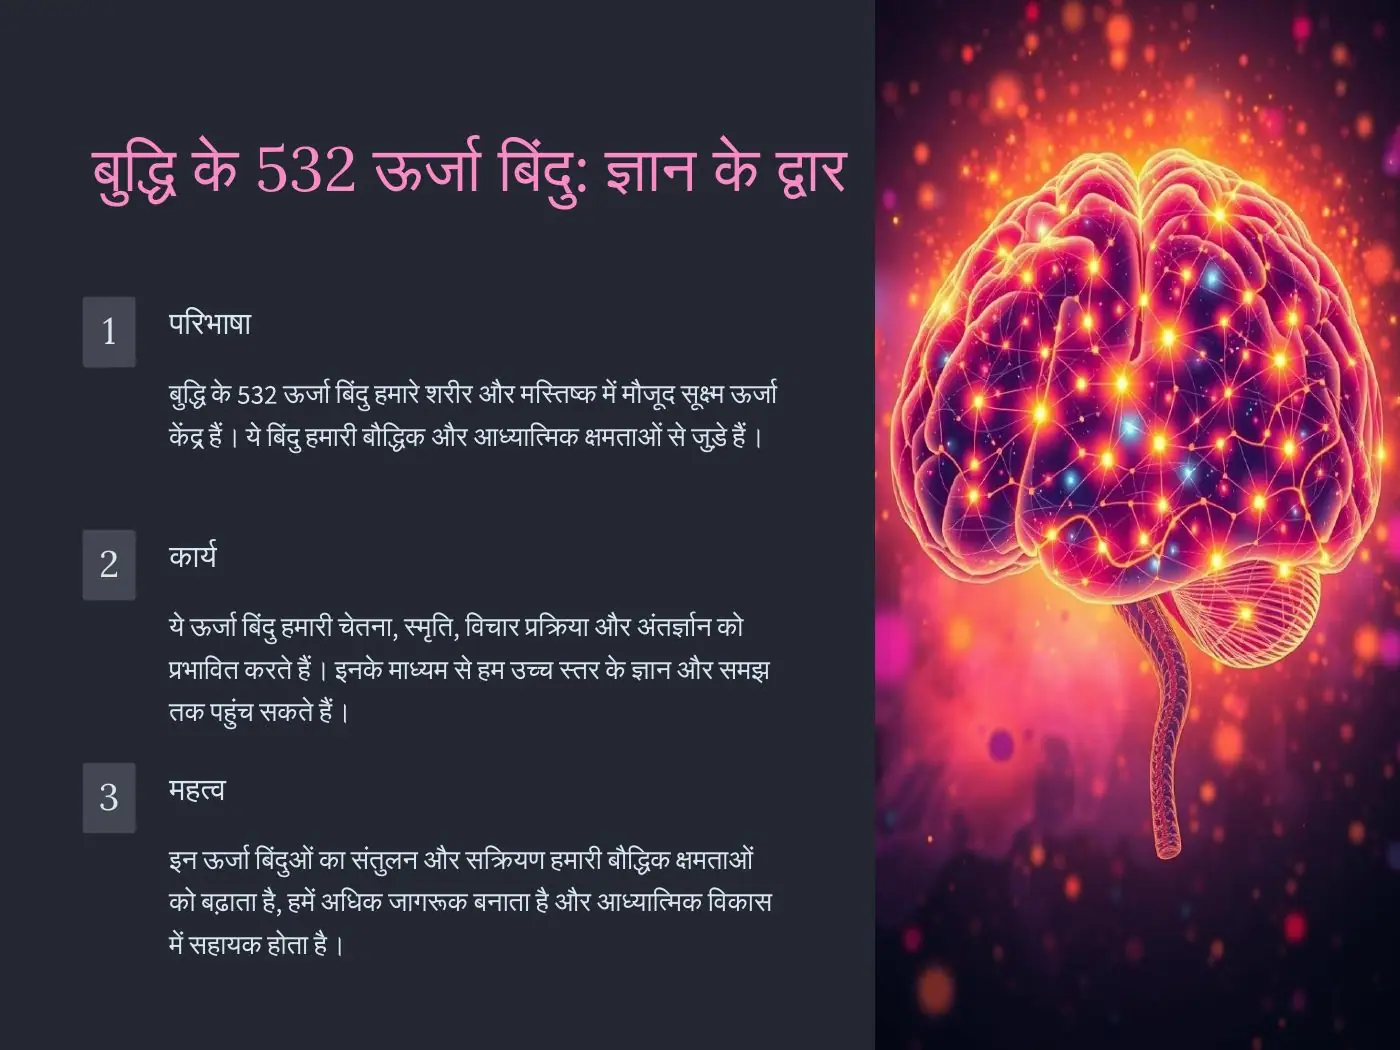 बुद्धि के 532 ऊर्जा बिंदु: ज्ञान के द्वार
1
परिभाषा
बुद्धि के 532 ऊर्जा बिंदु हमारे शरीर और मस्तिष्क में मौजूद सूक्ष्म ऊर्जा
केंद्र हैं। ये बिंदु हमारी बौद्धिक और आध्यात्मिक क्षमताओं से जुड़े हैं।
2
कार्य
ये ऊर्जा बिंदु हमारी चेतना, स्मृति, विचार प्रक्रिया और अंतर्ज्ञान को
प्रभावित करते हैं। इनके माध्यम से हम उच्च स्तर के ज्ञान और समझ
तक पहुंच सकते हैं।
3
महत्व
इन ऊर्जा बिंदुओं का संतुलन और सक्रियण हमारी बौद्धिक क्षमताओं
को बढ़ाता है, हमें अधिक जागरूक बनाता है और आध्यात्मिक विकास
में सहायक होता है।